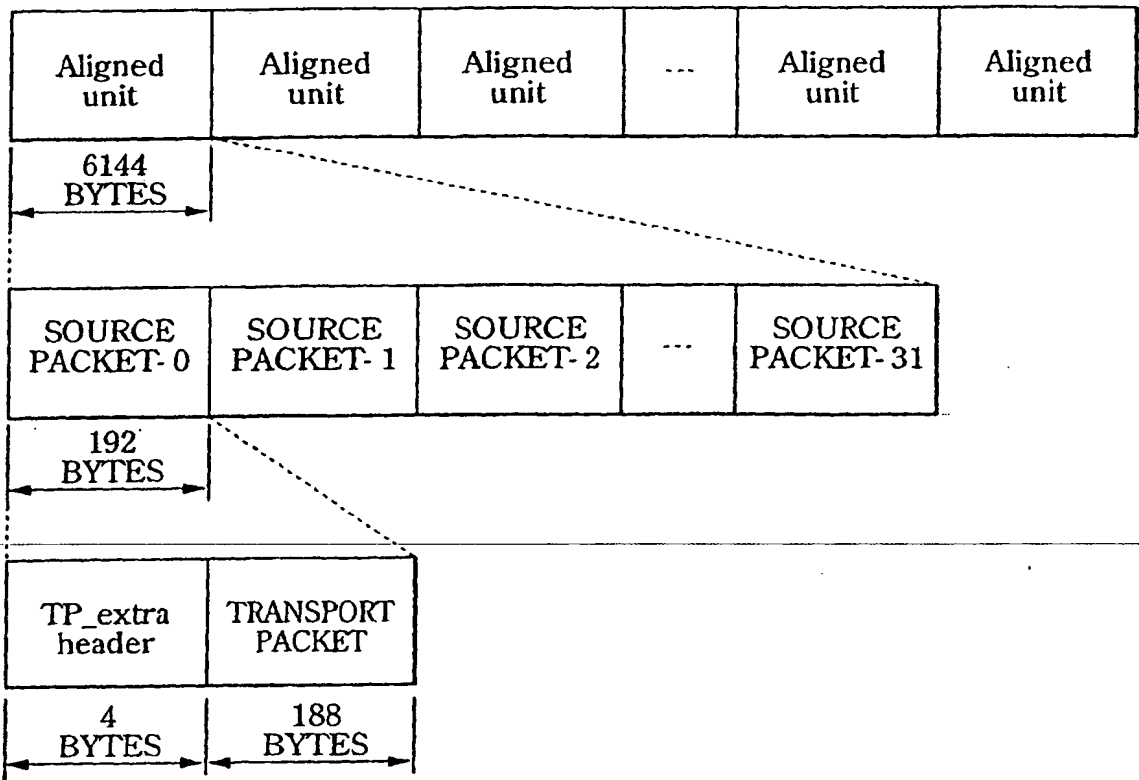 Aligned
unit
Aligned
unit
Aligned
unit
---
Aligned
unit
Aligned
unit
6144
BYTES
SOURCE
PACKET- 0
SOURCE
PACKET- 1
SOURCE
PACKET- 2
---
SOURCE
PACKET- 31
192
BYTES
TP_extra
header
TRANSPORT
PACKET
4
BYTES
188
BYTES